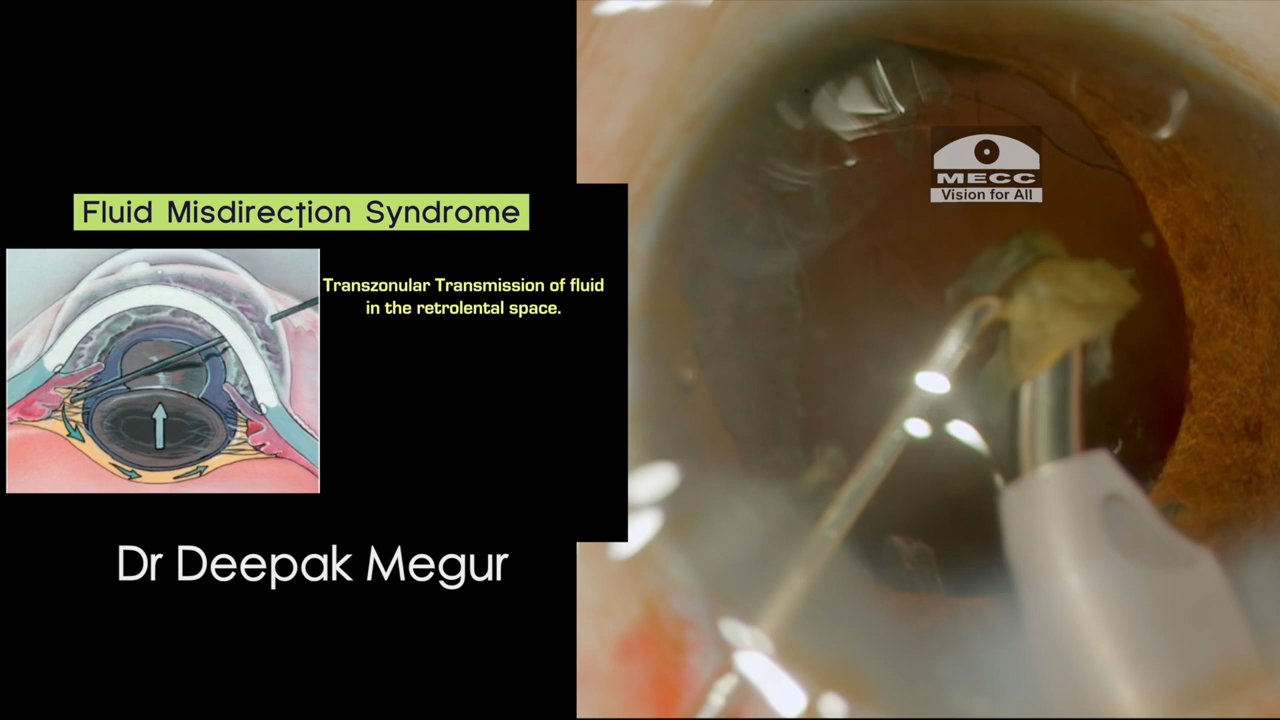 Fluid Misdirection Syndrome
Transzonular Transmission of fluid
in the retrolental space.
Dr Deepak Megur
MECC
Vision for All